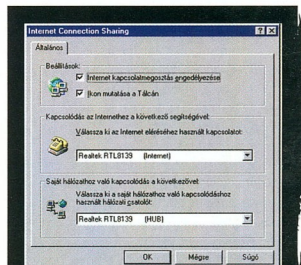 Internet Connection Sharing
Általános
Beállítások:
Internet kapcsolatmegosztás engedélyezése
Ikon mutatása a Tálcán
Kapcsolódás az Internethez a következő segítségével:
Válassza ki az Internet eléréséhez használt kapcsolatot:
Realtek RTL8139 (Internet)
Saját hálózathoz való kapcsolódás a következővel:
Válassza ki a saját hálózathoz való kapcsolódáshoz
használt hálózati csatolót:
Realtek RTL8139 (HUB)
OK Mégre Súgó